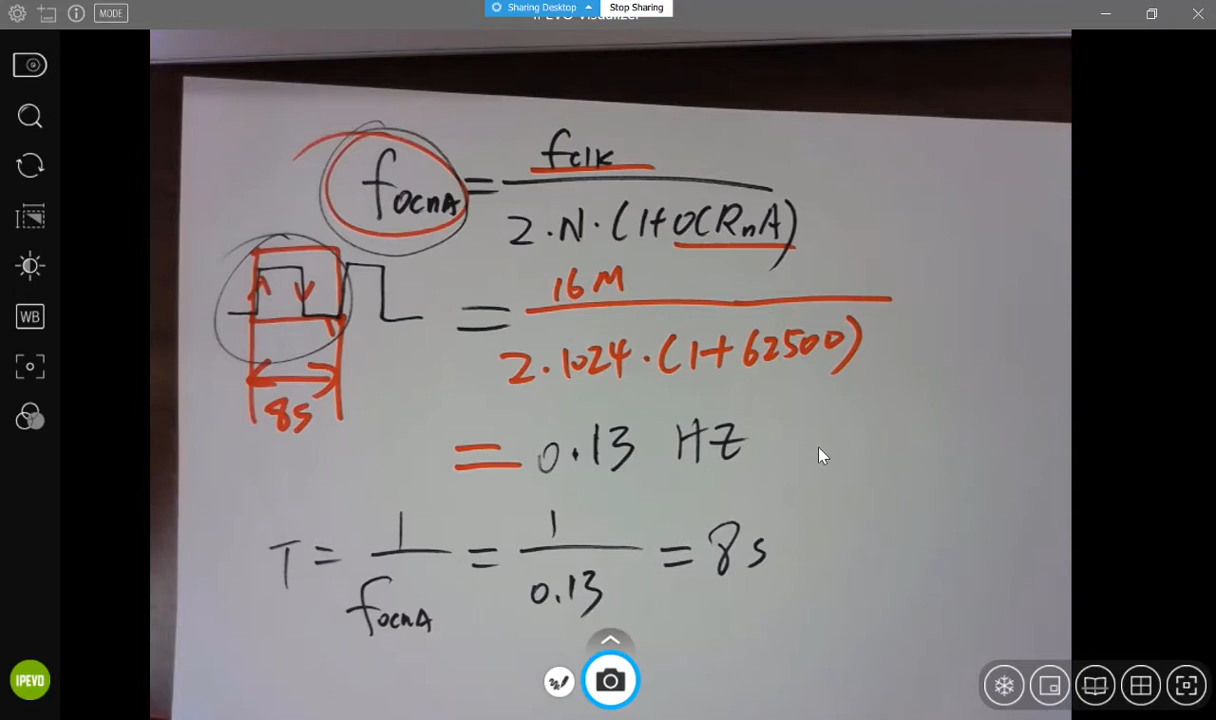 Sharing Desktop Stop Sharing
MODE
IPEVO Visualizer
fOCnA = fclk / 2·N·(1+OCRnA)
= 16M / 2·1024·(1+62500)
8s
= 0.13 HZ
T = 1 / fOCnA = 1 / 0.13 = 8s
WB
IPEVO